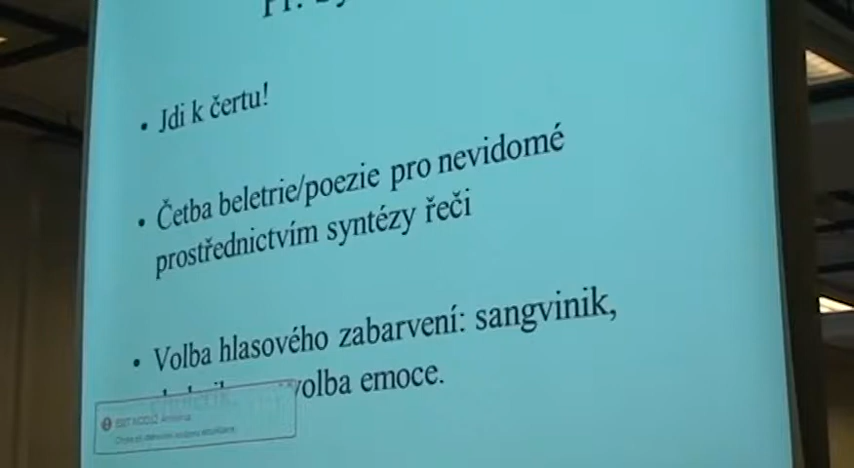 • Jdi k čertu!
• Četba beletrie/poezie pro nevidomé
prostřednictvím syntézy řeči
• Volba hlasového zabarvení: sangvinik,
volba emoce.